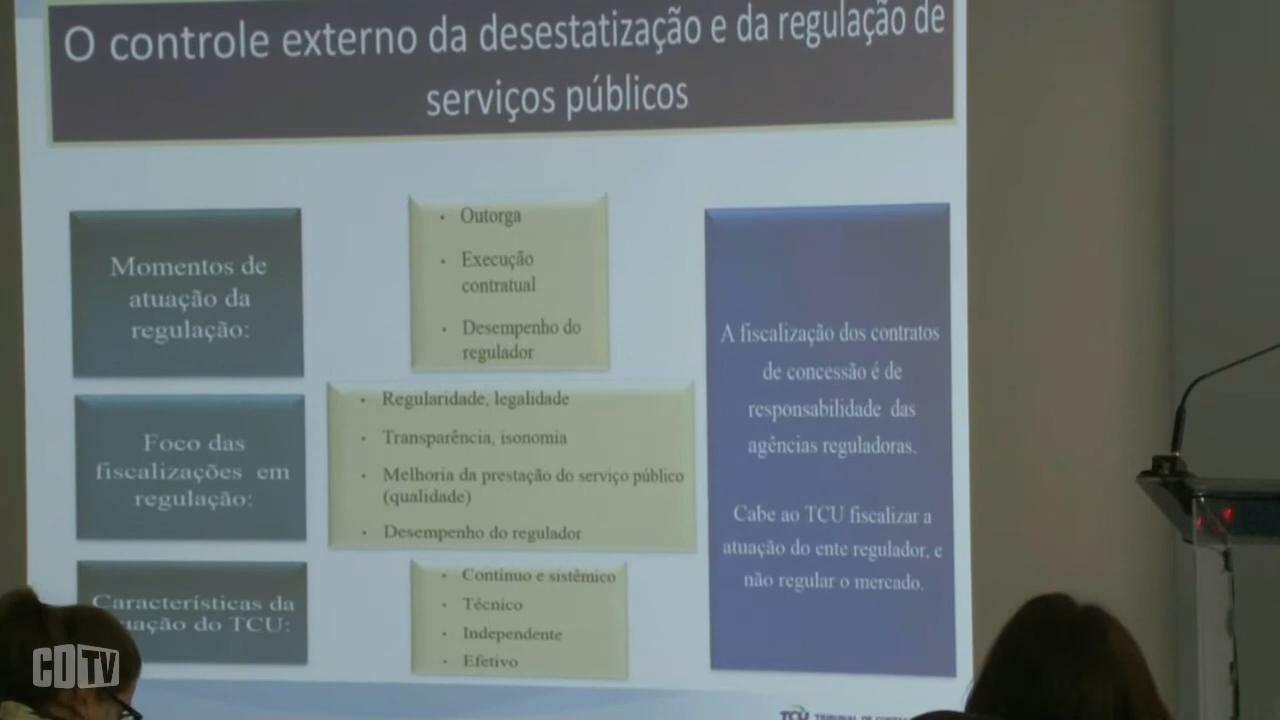 O controle externo da desestatização e da regulação de
serviços públicos
Momentos de
atuação da
regulação:
• Outorga
• Execução
contratual
• Desempenho do
regulador
Foco das
fiscalizações em
regulação:
• Regularidade, legalidade
• Transparência, isonomia
• Melhoria da prestação do serviço público
(qualidade)
• Desempenho do regulador
Características da
do TCU:
• Contínuo e sistêmico
• Técnico
• Independente
• Efetivo
A fiscalização dos contratos
de concessão é de
responsabilidade das
agências reguladoras.
Cabe ao TCU fiscalizar a
atuação do ente regulador, e
não regular o mercado.
CDTV
TCU TRIBUNAL DE